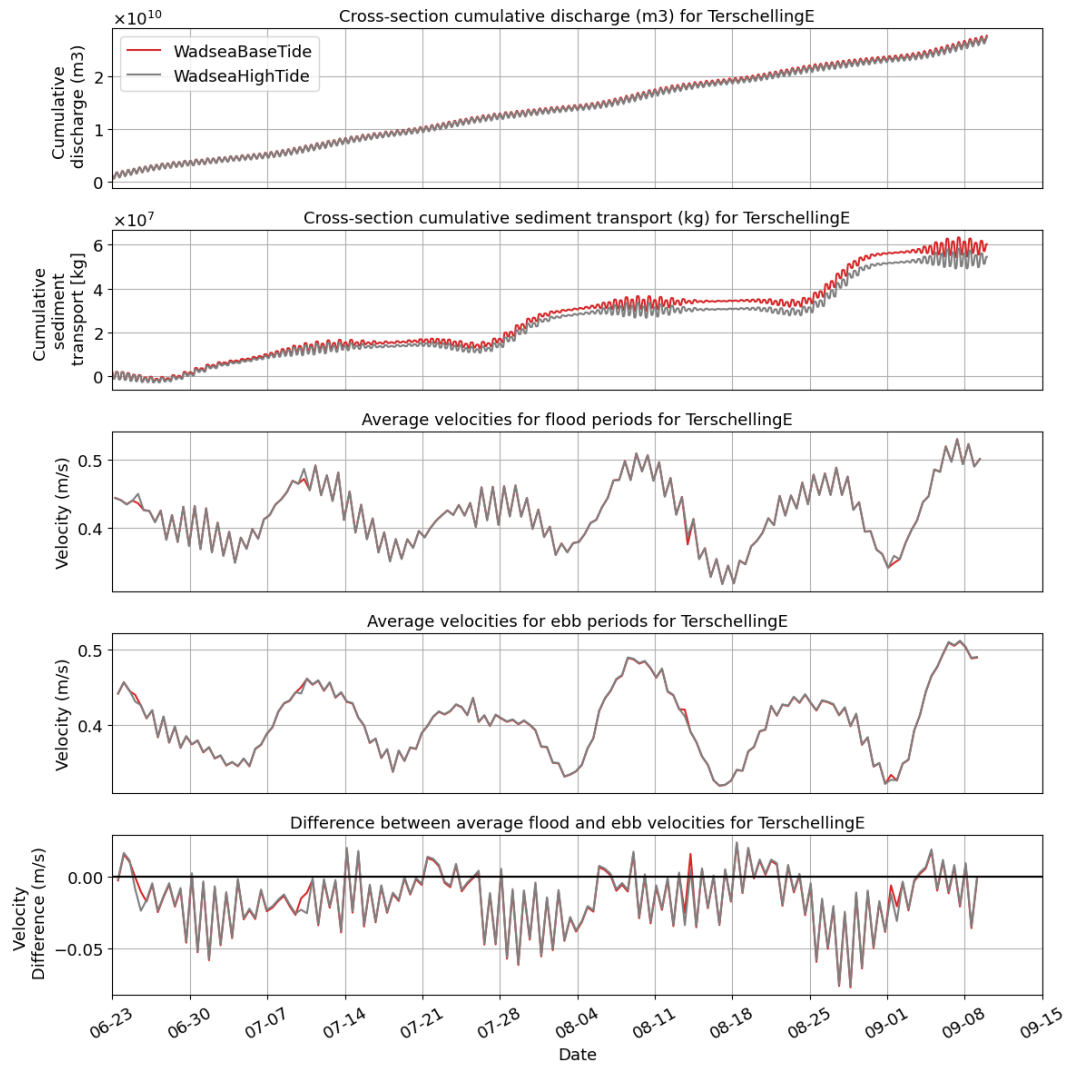 ×10¹⁰
Cross-section cumulative discharge (m3) for TerschellingE
WadseaBaseTide
WadseaHighTide
Cumulative
discharge (m3)
2
1
0
×10⁷
Cross-section cumulative sediment transport (kg) for TerschellingE
Cumulative
sediment
transport [kg]
6
4
2
0
Average velocities for flood periods for TerschellingE
Velocity (m/s)
0.5
0.4
Average velocities for ebb periods for TerschellingE
Velocity (m/s)
0.5
0.4
Difference between average flood and ebb velocities for TerschellingE
Velocity
Difference (m/s)
0.00
−0.05
06-23 06-30 07-07 07-14 07-21 07-28 08-04 08-11 08-18 08-25 09-01 09-08 09-15
Date